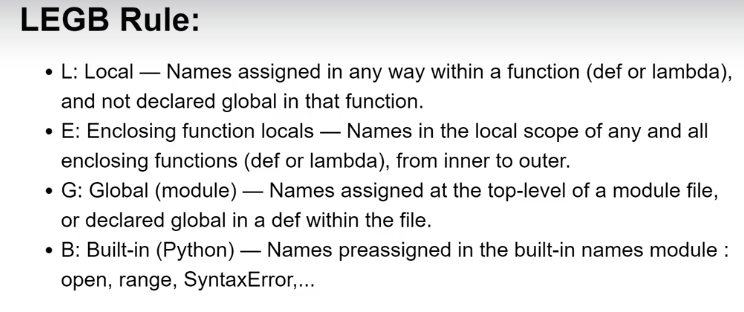 LEGB Rule:
• L: Local — Names assigned in any way within a function (def or lambda),
and not declared global in that function.
• E: Enclosing function locals — Names in the local scope of any and all
enclosing functions (def or lambda), from inner to outer.
• G: Global (module) — Names assigned at the top-level of a module file,
or declared global in a def within the file.
• B: Built-in (Python) — Names preassigned in the built-in names module :
open, range, SyntaxError,...